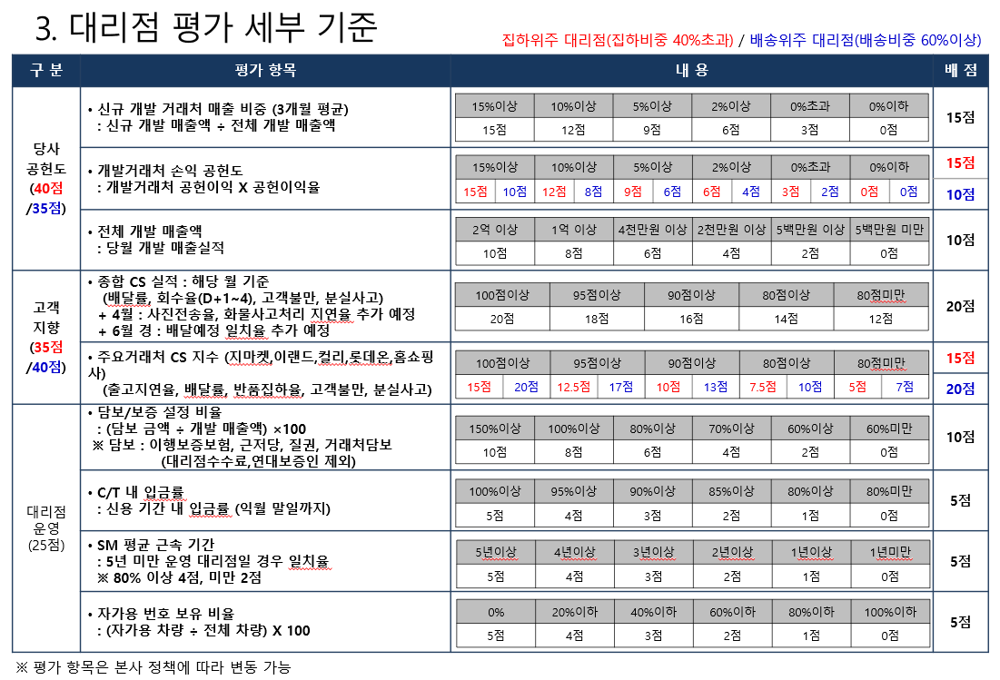 3. 대리점 평가 세부 기준
집하위주 대리점(집하비중 40%초과) / 배송위주 대리점(배송비중 60%이상)
구 분 평가 항목 내 용 배 점
당사
공헌도
(40점
/35점)
• 신규 개발 거래처 매출 비중 (3개월 평균)
: 신규 개발 매출액 ÷ 전체 개발 매출액
15%이상 10%이상 5%이상 2%이상 0%초과 0%이하
15점 12점 9점 6점 3점 0점
15점
• 개발거래처 손익 공헌도
: 개발거래처 공헌이익 X 공헌이익율
15%이상 10%이상 5%이상 2%이상 0%초과 0%이하
15점 10점 12점 8점 9점 6점 6점 4점 3점 2점 0점 0점
15점
10점
• 전체 개발 매출액
: 당월 개발 매출실적
2억 이상 1억 이상 4천만원 이상 2천만원 이상 5백만원 이상 5백만원 미만
10점 8점 6점 4점 2점 0점
10점
고객
지향
(35점
/40점)
• 종합 CS 실적 : 해당 월 기준
(배달률, 회수율(D+1~4), 고객불만, 분실사고)
+ 4월 : 사진전송율, 화물사고처리 지연율 추가 예정
+ 6월 경 : 배달예정 일치율 추가 예정
100점이상 95점이상 90점이상 80점이상 80점미만
20점 18점 16점 14점 12점
20점
• 주요거래처 CS 지수 (지마켓,이랜드,컬리,롯데온,홈쇼핑
사)
(출고지연율, 배달률, 반품집하율, 고객불만, 분실사고)
100점이상 95점이상 90점이상 80점이상 80점미만
15점 20점 12.5점 17점 10점 13점 7.5점 10점 5점 7점
15점
20점
대리점
운영
(25점)
• 담보/보증 설정 비율
: (담보 금액 ÷ 개발 매출액) ×100
※ 담보 : 이행보증보험, 근저당, 질권, 거래처담보
(대리점수수료,연대보증인 제외)
150%이상 100%이상 80%이상 70%이상 60%이상 60%미만
10점 8점 6점 4점 2점 0점
10점
• C/T 내 입금률
: 신용 기간 내 입금률 (익월 말일까지)
100%이상 95%이상 90%이상 85%이상 80%이상 80%미만
5점 4점 3점 2점 1점 0점
5점
• SM 평균 근속 기간
: 5년 미만 운영 대리점일 경우 일치율
※ 80% 이상 4점, 미만 2점
5년이상 4년이상 3년이상 2년이상 1년이상 1년미만
5점 4점 3점 2점 1점 0점
5점
• 자가용 번호 보유 비율
: (자가용 차량 ÷ 전체 차량) X 100
0% 20%이하 40%이하 60%이하 80%이하 100%이하
5점 4점 3점 2점 1점 0점
5점
※ 평가 항목은 본사 정책에 따라 변동 가능